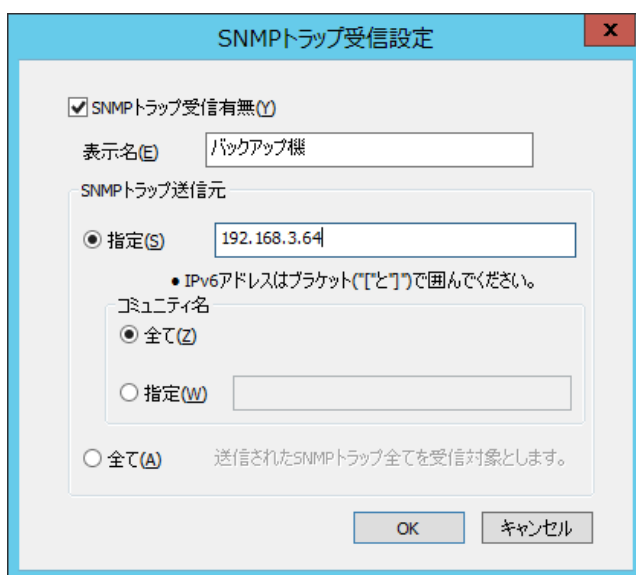 SNMPトラップ受信設定
x
SNMPトラップ受信有無(Y)
表示名(E) バックアップ機
SNMPトラップ送信元
指定(S) 192.168.3.64
● IPv6アドレスはブラケット("["と"]")で囲んでください。
コミュニティ名
全て(Z)
指定(W)
全て(A) 送信されたSNMPトラップ全てを受信対象とします。
OK キャンセル